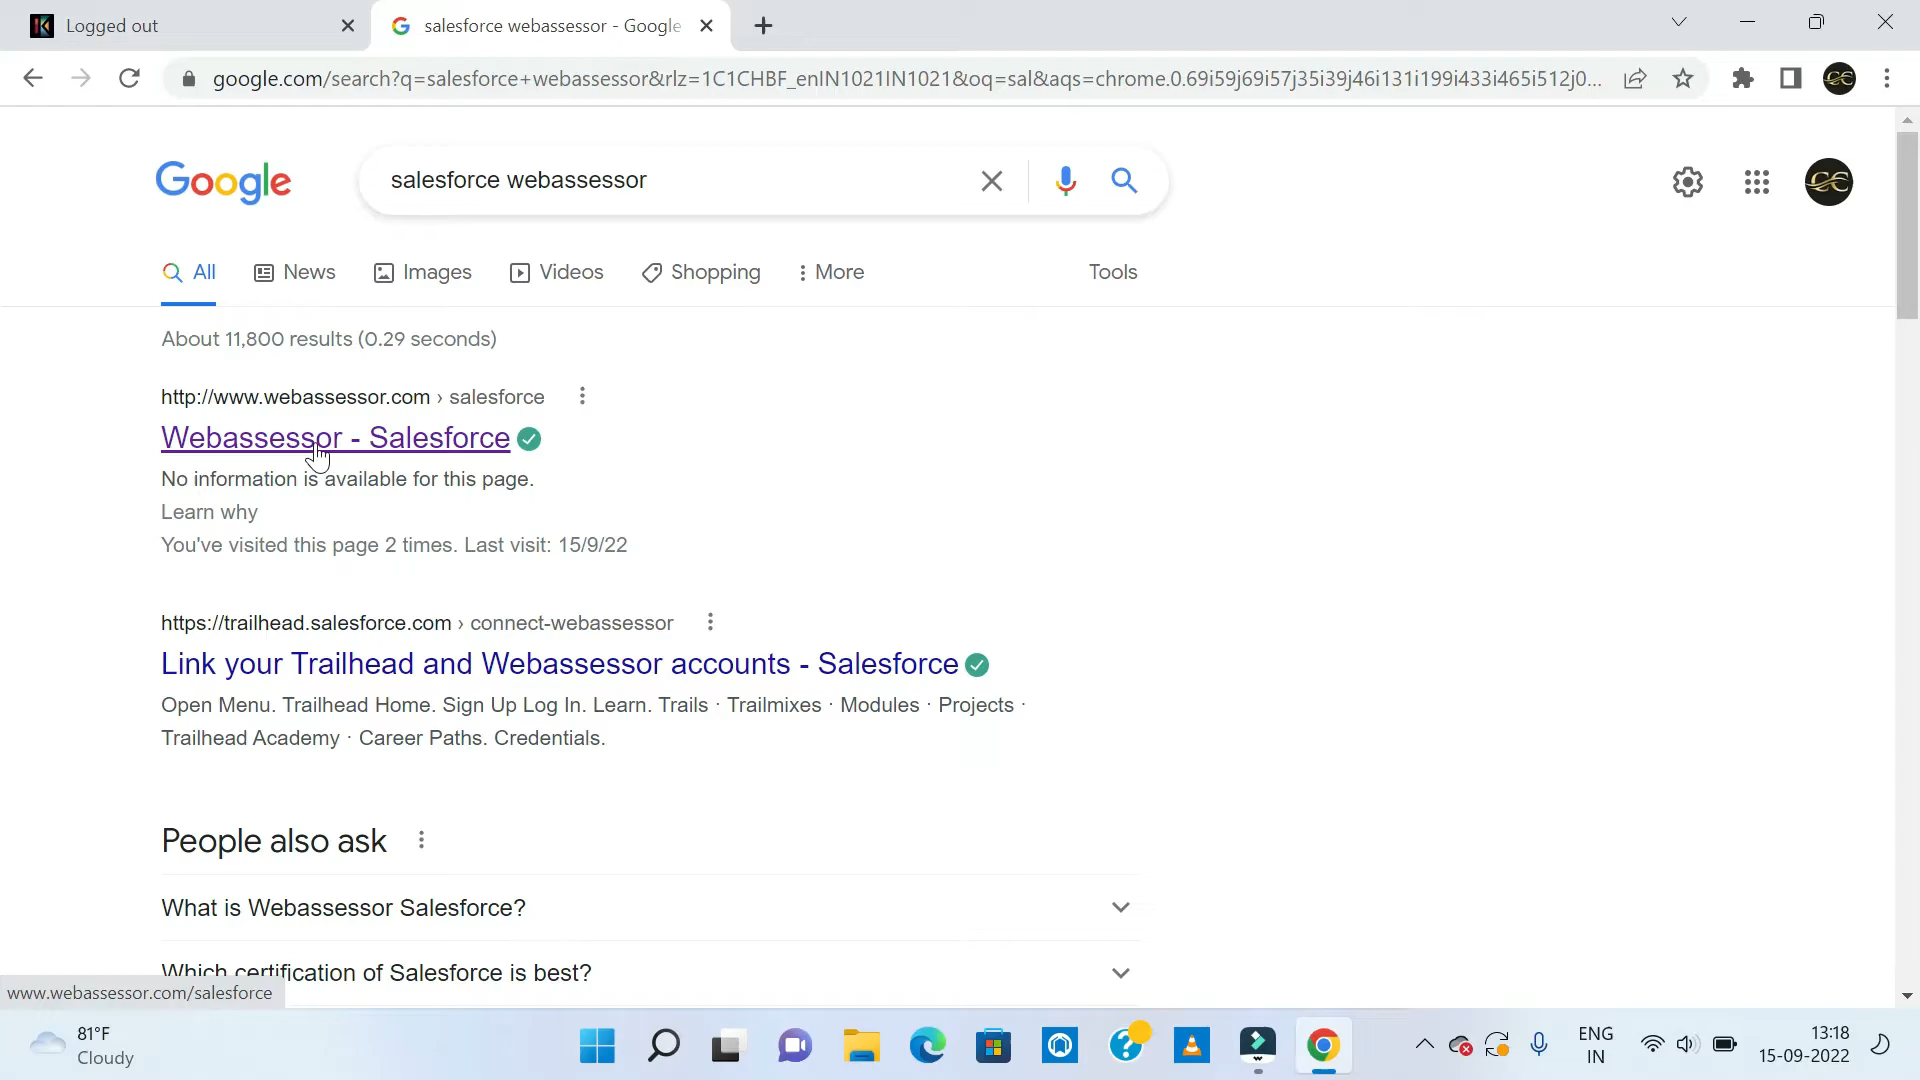 Logged out
salesforce webassessor - Google
google.com/search?q=salesforce+webassessor&rlz=1C1CHBF_enIN1021IN1021&oq=sal&aqs=chrome.0.69i59j69i57j35i39j46i131i199i433i465i512j0...
Google
salesforce webassessor
All
News
Images
Videos
Shopping
More
Tools
About 11,800 results (0.29 seconds)
http://www.webassessor.com › salesforce
Webassessor - Salesforce
No information is available for this page.
Learn why
You've visited this page 2 times. Last visit: 15/9/22
https://trailhead.salesforce.com › connect-webassessor
Link your Trailhead and Webassessor accounts - Salesforce
Open Menu. Trailhead Home. Sign Up Log In. Learn. Trails · Trailmixes · Modules · Projects ·
Trailhead Academy · Career Paths. Credentials.
People also ask
What is Webassessor Salesforce?
Which certification of Salesforce is best?
www.webassessor.com/salesforce
81°F
Cloudy
ENG
IN
13:18
15-09-2022